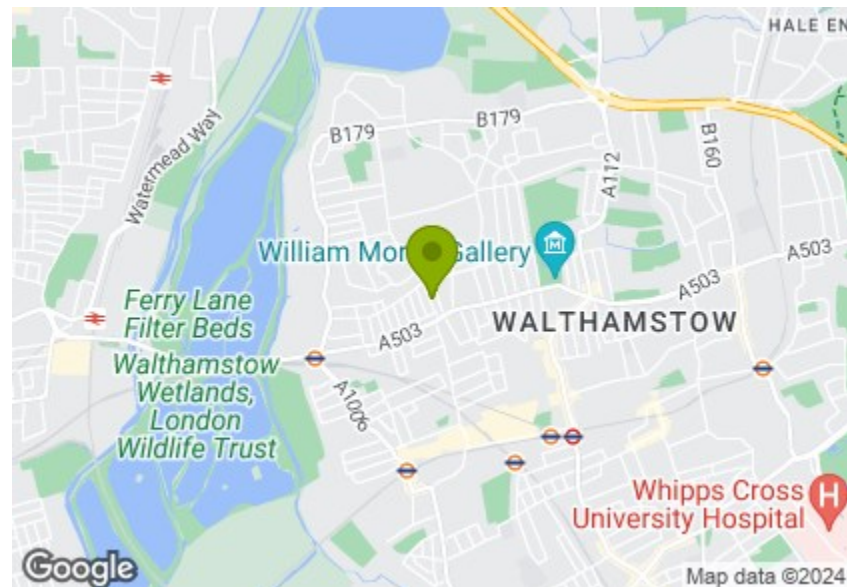 HALE EN
B179
B179
Watermead Way
A112
B160
William Mor Gallery
M
A503
A503
Ferry Lane
Filter Beds
WALTHAMSTOW
A503
Walthamstow
Wetlands,
London
Wildlife Trust
A1006
Whipps Cross
University Hospital
H
Google
Map data ©2024